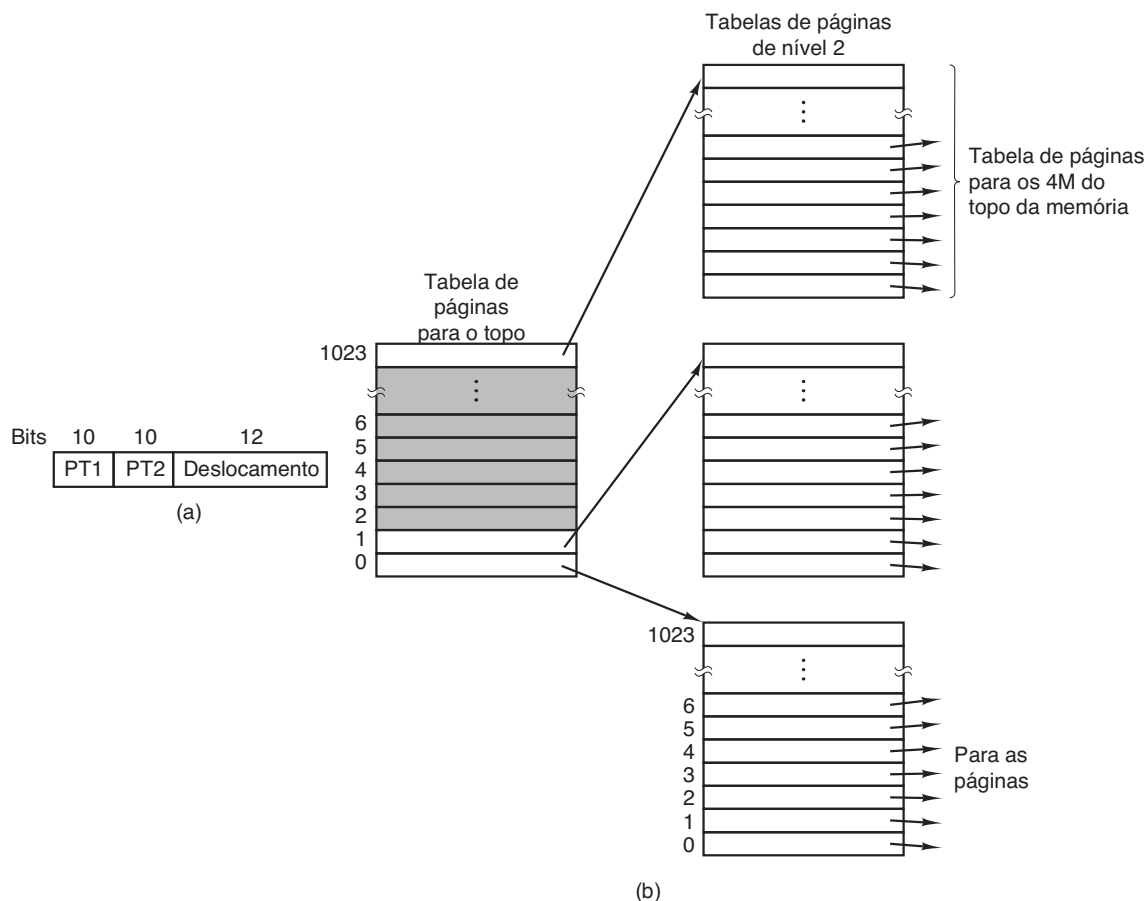 Tabelas de páginas
de nível 2
Tabela de páginas
para os 4M do
topo da memória
Tabela de
páginas
para o topo
1023
6
5
4
3
2
1
0
Bits 10 10 12
PT1 PT2 Deslocamento
(a)
1023
6
5
4
3
2
1
0
Para as
páginas
(b)